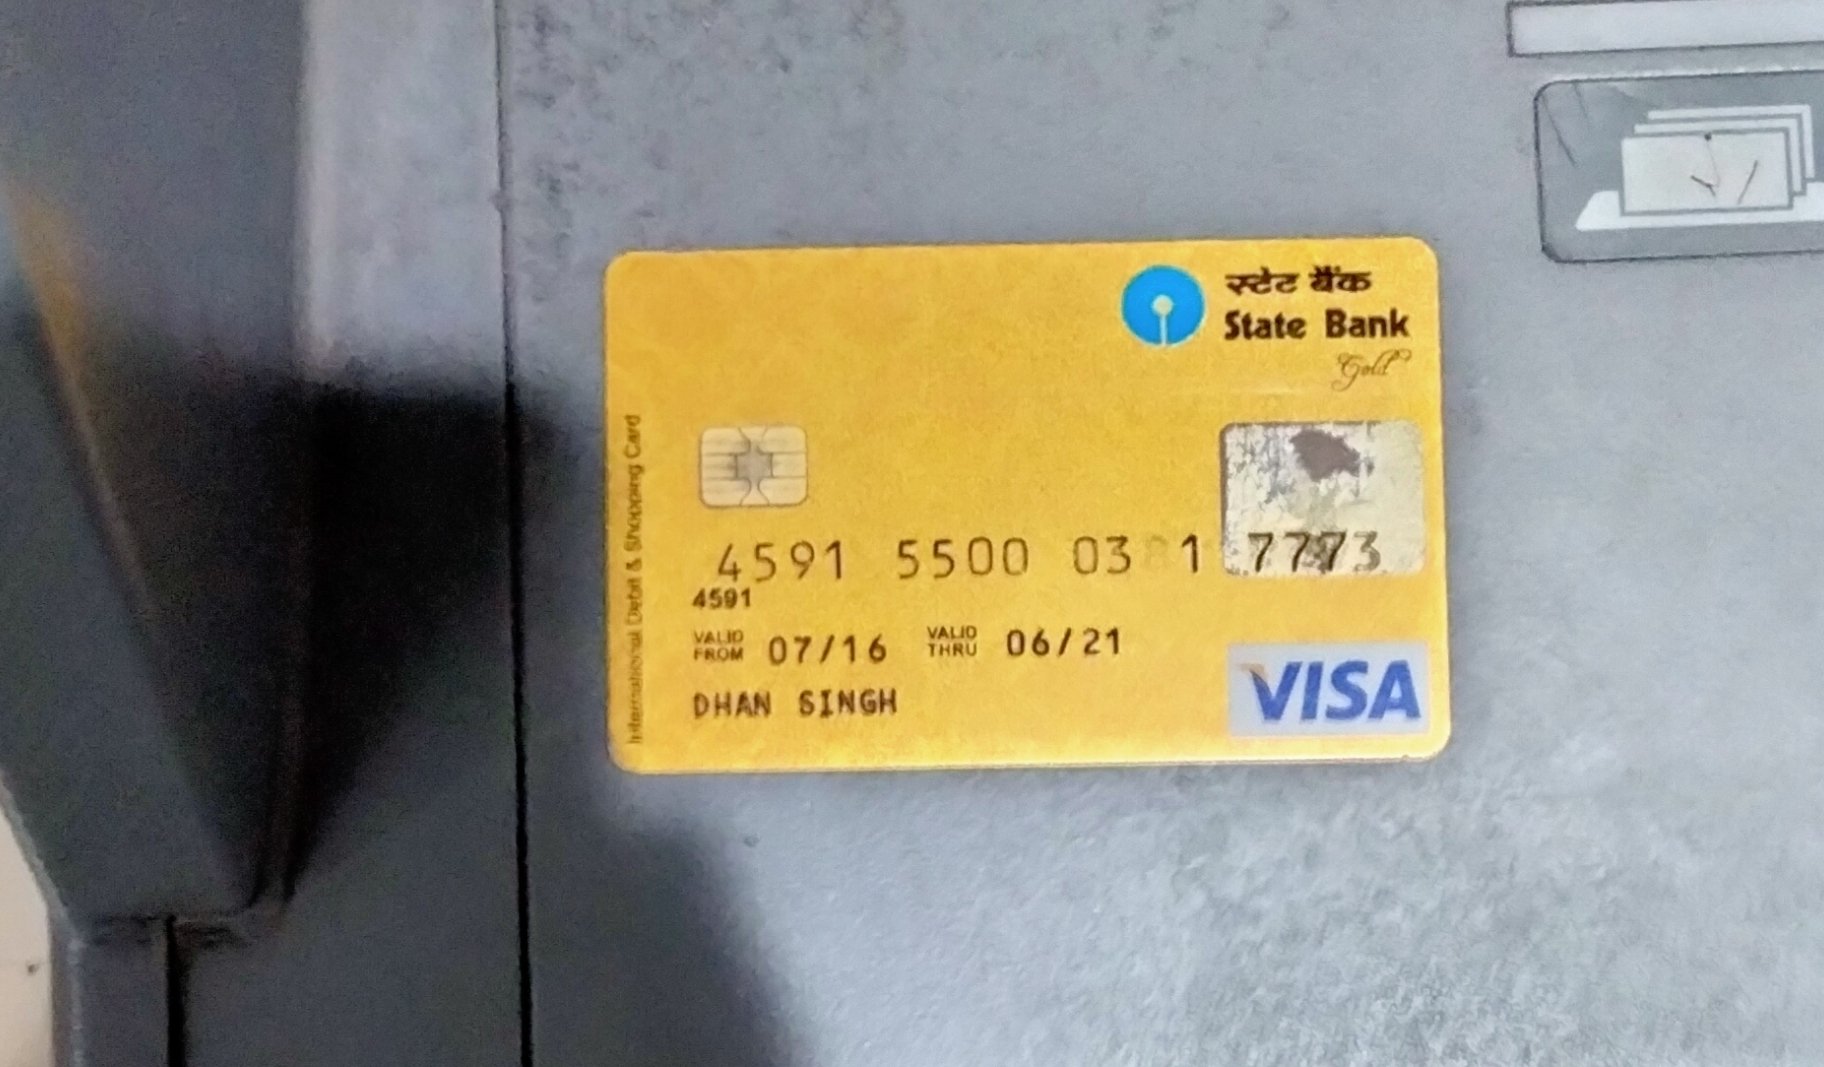 स्टेट बैंक
State Bank
Gold
International Debit & Shopping Card
4591 5500 7773
4591
VALID FROM 07/16 VALID THRU 06/21
DHAN SINGH
VISA